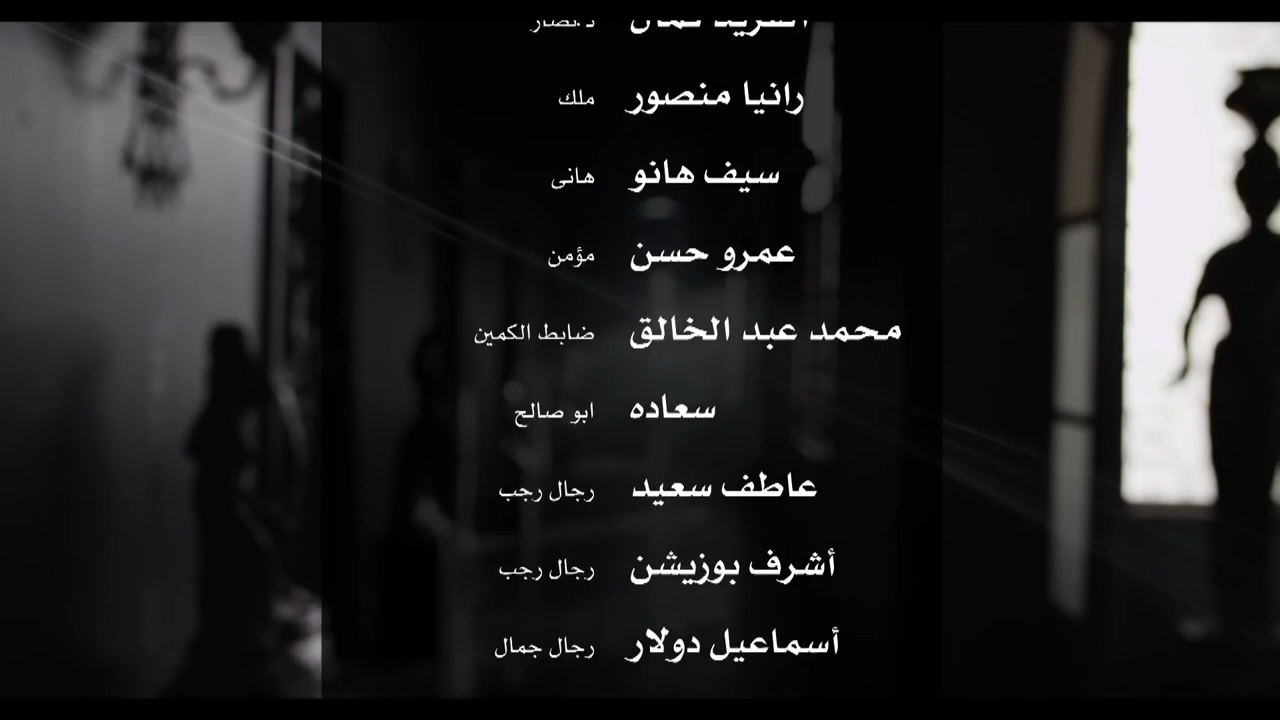 رانيا منصور ملك
سيف هانو هانى
عمرو حسن مؤمن
محمد عبد الخالق ضابط الكمين
سعاده ابو صالح
عاطف سعيد رجال رجب
أشرف بوزيشن رجال رجب
أسماعيل دولار رجال جمال